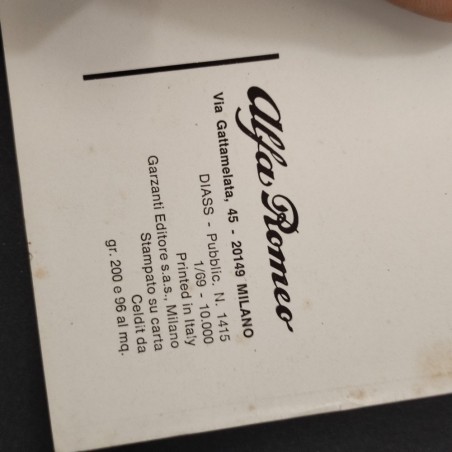 Alfa Romeo
Via Gattamelata, 45 - 20149 MILANO
DIASS - Pubblic. N. 1415
1/69 - 10.000
Printed in Italy
Garzanti Editore s.a.s., Milano
Stampato su carta
Celdit da
gr. 200 e 96 al mq.